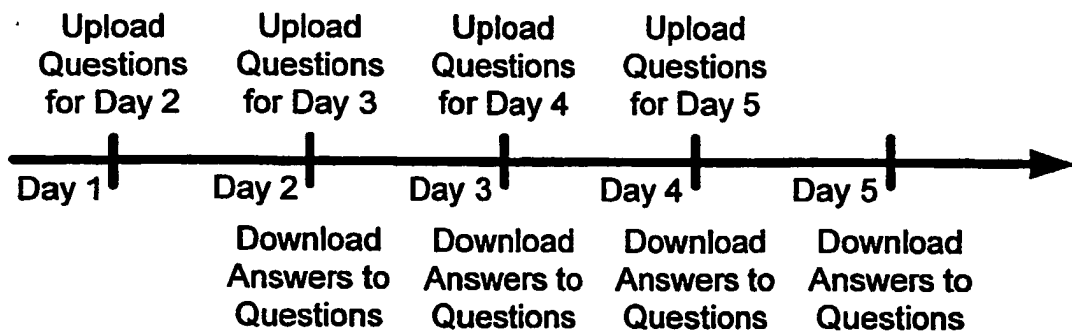 Upload
Questions
for Day 2
Upload
Questions
for Day 3
Upload
Questions
for Day 4
Upload
Questions
for Day 5
Day 1
Day 2
Day 3
Day 4
Day 5
Download
Answers to
Questions
Download
Answers to
Questions
Download
Answers to
Questions
Download
Answers to
Questions